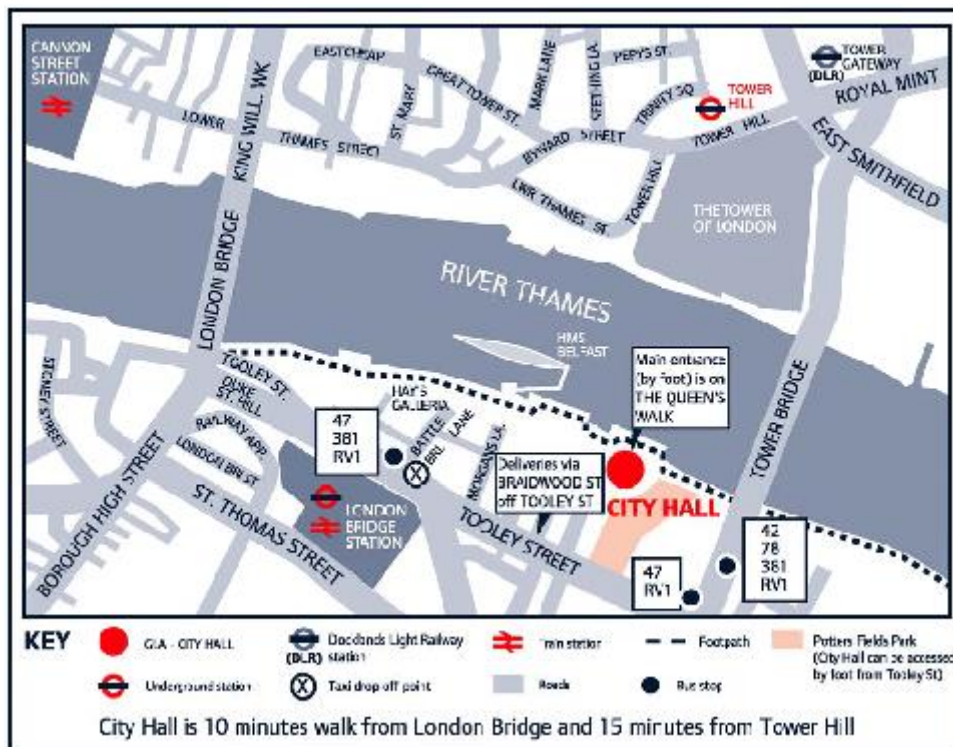 CANNON
STREET
STATION
EASTCHEAP
KING WILL. WK
LOWER
THAMES STREET
ST. MARY
GREAT TOWER ST.
MARK LANE
SEETHING LA.
PEPYS ST.
BYWARD STREET
TRINITY SQ
TOWER
HILL
TOWER HILL
TOWER
GATEWAY
(DLR)
ROYAL MINT
EAST SMITHFIELD
LWR THAMES ST.
TOWER HILL
THE TOWER
OF LONDON
LONDON BRIDGE
RIVER THAMES
HMS
BELFAST
Main entrance
(by foot) is on
THE QUEEN'S
WALK
TOWER BRIDGE
TOOLEY ST.
DUKE
ST. HILL
HAY'S
GALLERIA
BATTLE
BRI. LANE
MORGANS LA.
RAILWAY APP
LONDON BRI ST
47
381
RV1
Deliveries via
BRAIDWOOD ST
off TOOLEY ST
CITY HALL
BOROUGH HIGH STREET
ST. THOMAS STREET
LONDON
BRIDGE
STATION
TOOLEY STREET
47
RV1
42
78
381
RV1
KEY
GLA - CITY HALL
Docklands Light Railway
(DLR) station
Train station
Footpath
Potters Fields Park
(City Hall can be accessed
by foot from Tooley St)
Underground station
Taxi drop off point
Roads
Bus stop
City Hall is 10 minutes walk from London Bridge and 15 minutes from Tower Hill